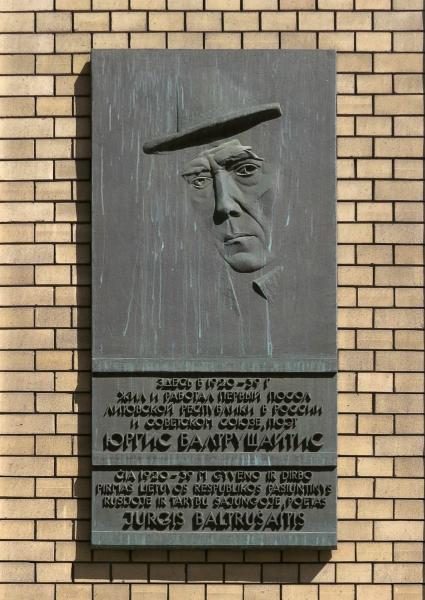 ЗДЕСЬ В 1920-39 Г
ЖИЛ И РАБОТАЛ ПЕРВЫЙ ПОСОЛ
ЛИТОВСКОЙ РЕСПУБЛИКИ В РОССИИ
И СОВЕТСКОМ СОЮЗЕ, ПОЭТ
ЮРГИС БАЛТРУШАЙТИС
ČIA 1920-39 M GYVENO IR DIRBO
PIRMAS LIETUVOS RESPUBLIKOS PASIUNTINYS
RUSIJOJE IR TARYBŲ SĄJUNGOJE, POETAS
JURGIS BALTRUŠAITIS